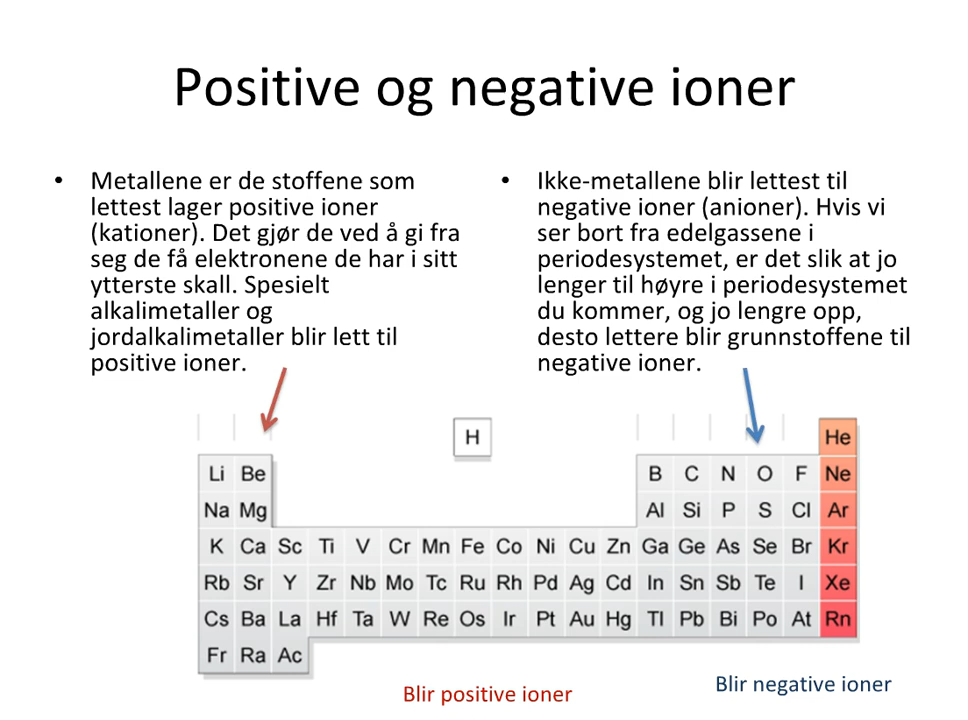 Positive og negative ioner
• Metallene er de stoffene som
lettest lager positive ioner
(kationer). Det gjør de ved å gi fra
seg de få elektronene de har i sitt
ytterste skall. Spesielt
alkalimetaller og
jordalkalimetaller blir lett til
positive ioner.
• Ikke-metallene blir lettest til
negative ioner (anioner). Hvis vi
ser bort fra edelgassene i
periodesystemet, er det slik at jo
lenger til høyre i periodesystemet
du kommer, og jo lengre opp,
desto lettere blir grunnstoffene til
negative ioner.
H He
Li Be B C N O F Ne
Na Mg Al Si P S Cl Ar
K Ca Sc Ti V Cr Mn Fe Co Ni Cu Zn Ga Ge As Se Br Kr
Rb Sr Y Zr Nb Mo Tc Ru Rh Pd Ag Cd In Sn Sb Te I Xe
Cs Ba La Hf Ta W Re Os Ir Pt Au Hg Tl Pb Bi Po At Rn
Fr Ra Ac
Blir positive ioner
Blir negative ioner